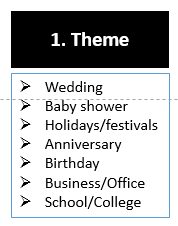 1. Theme
Wedding
Baby shower
Holidays/festivals
Anniversary
Birthday
Business/Office
School/College